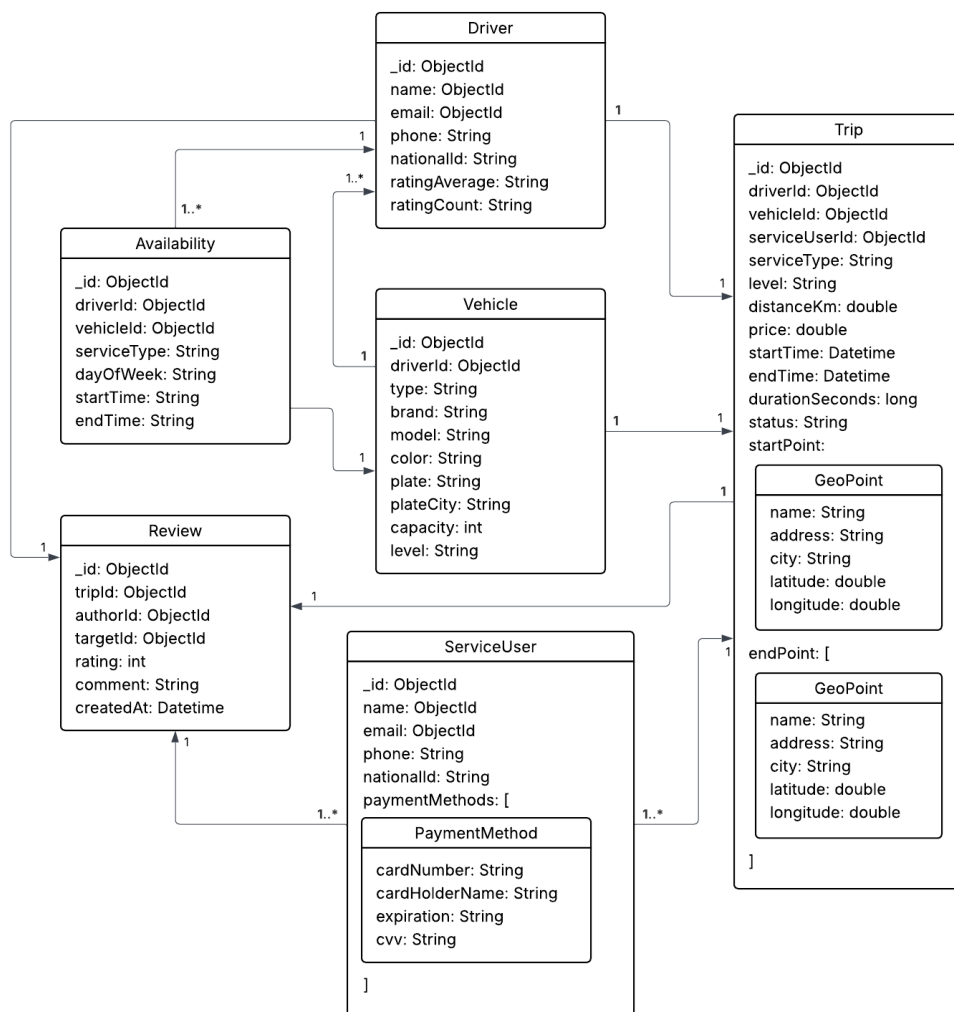 Driver
_id: ObjectId
name: ObjectId
email: ObjectId
phone: String
nationalId: String
ratingAverage: String
ratingCount: String
1
1
1..*
1..*
Availability
_id: ObjectId
driverId: ObjectId
vehicleId: ObjectId
serviceType: String
dayOfWeek: String
startTime: String
endTime: String
Vehicle
_id: ObjectId
driverId: ObjectId
type: String
brand: String
model: String
color: String
plate: String
plateCity: String
capacity: int
level: String
1
1
1
1
1
Trip
_id: ObjectId
driverId: ObjectId
vehicleId: ObjectId
serviceUserId: ObjectId
serviceType: String
level: String
distanceKm: double
price: double
startTime: Datetime
endTime: Datetime
durationSeconds: long
status: String
startPoint:
GeoPoint
name: String
address: String
city: String
latitude: double
longitude: double
endPoint: [
GeoPoint
name: String
address: String
city: String
latitude: double
longitude: double
]
1
1
1
Review
_id: ObjectId
tripId: ObjectId
authorId: ObjectId
targetId: ObjectId
rating: int
comment: String
createdAt: Datetime
1
1..*
ServiceUser
_id: ObjectId
name: ObjectId
email: ObjectId
phone: String
nationalId: String
paymentMethods: [
PaymentMethod
cardNumber: String
cardHolderName: String
expiration: String
cvv: String
]
1..*
1